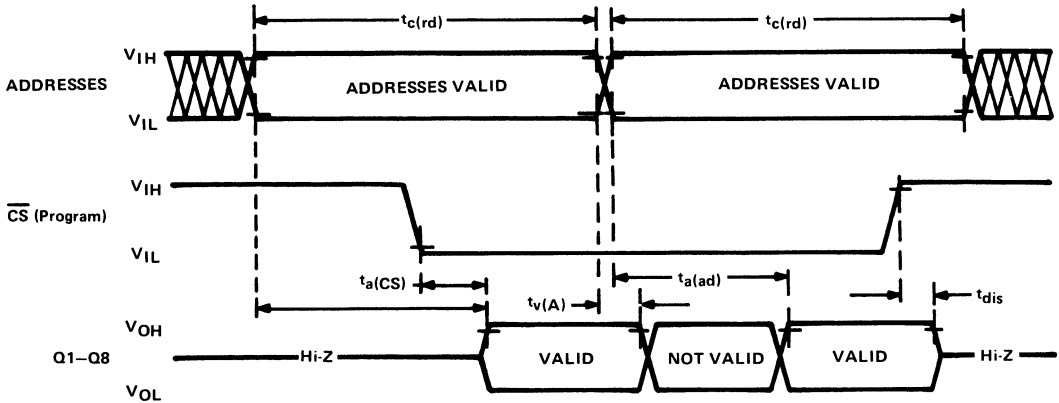 tc(rd) tc(rd)
VIH
ADDRESSES ADDRESSES VALID ADDRESSES VALID
VIL
VIH
CS (Program)
VIL
ta(CS) tv(A) ta(ad) tdis
VOH
Q1–Q8 Hi-Z VALID NOT VALID VALID Hi-Z
VOL